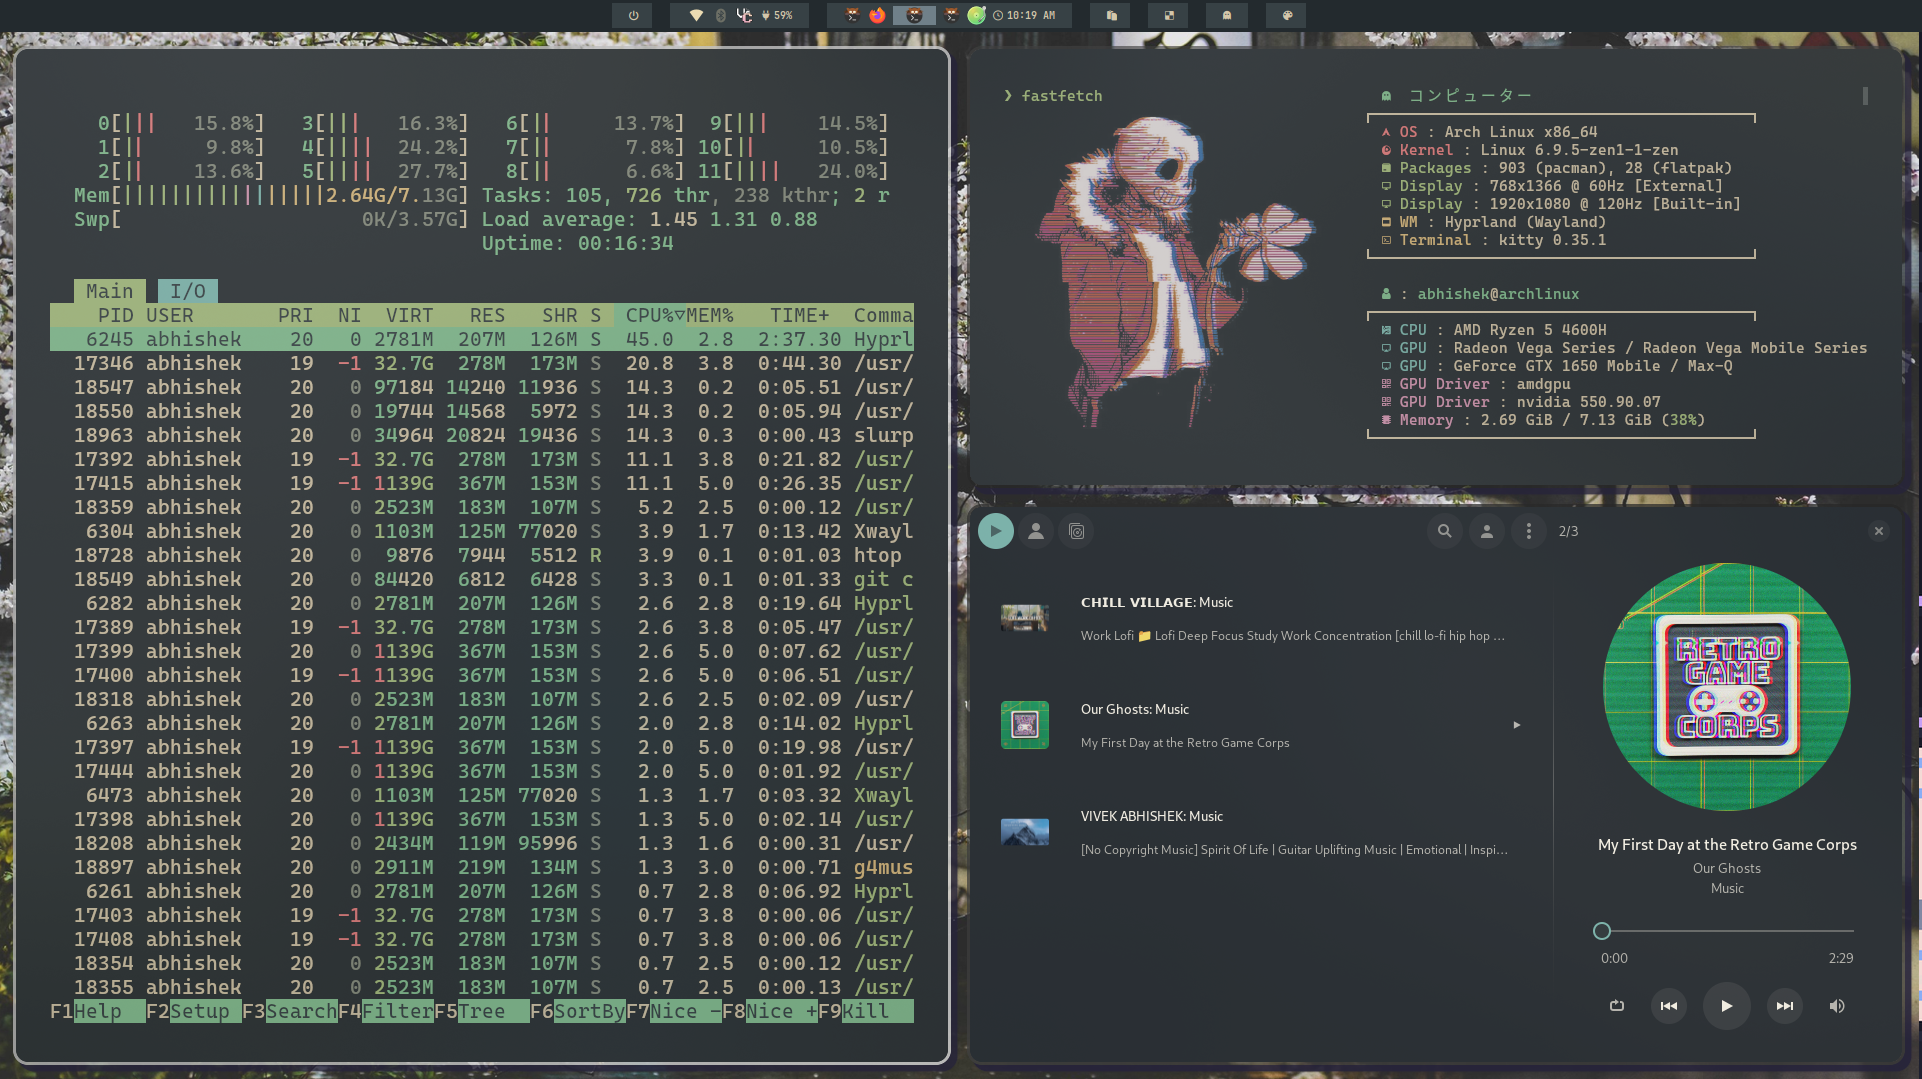 59%
10:19 AM
0[||| 15.8%] 3[||| 16.3%] 6[|| 13.7%] 9[||| 14.5%]
1[|| 9.8%] 4[|||| 24.2%] 7[|| 7.8%] 10[|| 10.5%]
2[|| 13.6%] 5[|||| 27.7%] 8[|| 6.6%] 11[|||| 24.0%]
Mem[|||||||||||||||||2.64G/7.13G] Tasks: 105, 726 thr, 238 kthr; 2 r
Swp[ 0K/3.57G] Load average: 1.45 1.31 0.88
Uptime: 00:16:34
Main I/O
PID USER PRI NI VIRT RES SHR S CPU%▽MEM% TIME+ Comma
6245 abhishek 20 0 2781M 207M 126M S 45.0 2.8 2:37.30 Hyprl
17346 abhishek 19 -1 32.7G 278M 173M S 20.8 3.8 0:44.30 /usr/
18547 abhishek 20 0 97184 14240 11936 S 14.3 0.2 0:05.51 /usr/
18550 abhishek 20 0 19744 14568 5972 S 14.3 0.2 0:05.94 /usr/
18963 abhishek 20 0 34964 20824 19436 S 14.3 0.3 0:00.43 slurp
17392 abhishek 19 -1 32.7G 278M 173M S 11.1 3.8 0:21.82 /usr/
17415 abhishek 19 -1 1139G 367M 153M S 11.1 5.0 0:26.35 /usr/
18359 abhishek 20 0 2523M 183M 107M S 5.2 2.5 0:00.12 /usr/
6304 abhishek 20 0 1103M 125M 77020 S 3.9 1.7 0:13.42 Xwayl
18728 abhishek 20 0 9876 7944 5512 R 3.9 0.1 0:01.03 htop
18549 abhishek 20 0 84420 6812 6428 S 3.3 0.1 0:01.33 git c
6282 abhishek 20 0 2781M 207M 126M S 2.6 2.8 0:19.64 Hyprl
17389 abhishek 19 -1 32.7G 278M 173M S 2.6 3.8 0:05.47 /usr/
17399 abhishek 20 0 1139G 367M 153M S 2.6 5.0 0:07.62 /usr/
17400 abhishek 19 -1 1139G 367M 153M S 2.6 5.0 0:06.51 /usr/
18318 abhishek 20 0 2523M 183M 107M S 2.6 2.5 0:02.09 /usr/
6263 abhishek 20 0 2781M 207M 126M S 2.0 2.8 0:14.02 Hyprl
17397 abhishek 19 -1 1139G 367M 153M S 2.0 5.0 0:19.98 /usr/
17444 abhishek 20 0 1139G 367M 153M S 2.0 5.0 0:01.92 /usr/
6473 abhishek 20 0 1103M 125M 77020 S 1.3 1.7 0:03.32 Xwayl
17398 abhishek 20 0 1139G 367M 153M S 1.3 5.0 0:02.14 /usr/
18208 abhishek 20 0 2434M 119M 95996 S 1.3 1.6 0:00.31 /usr/
18897 abhishek 20 0 2911M 219M 134M S 1.3 3.0 0:00.71 g4mus
6261 abhishek 20 0 2781M 207M 126M S 0.7 2.8 0:06.92 Hyprl
17403 abhishek 19 -1 32.7G 278M 173M S 0.7 3.8 0:00.06 /usr/
17408 abhishek 19 -1 32.7G 278M 173M S 0.7 3.8 0:00.06 /usr/
18354 abhishek 20 0 2523M 183M 107M S 0.7 2.5 0:00.12 /usr/
18355 abhishek 20 0 2523M 183M 107M S 0.7 2.5 0:00.13 /usr/
F1Help F2Setup F3SearchF4FilterF5Tree F6SortByF7Nice -F8Nice +F9Kill
❯ fastfetch
コンピューター
OS : Arch Linux x86_64
Kernel : Linux 6.9.5-zen1-1-zen
Packages : 903 (pacman), 28 (flatpak)
Display : 768x1366 @ 60Hz [External]
Display : 1920x1080 @ 120Hz [Built-in]
WM : Hyprland (Wayland)
Terminal : kitty 0.35.1
: abhishek@archlinux
CPU : AMD Ryzen 5 4600H
GPU : Radeon Vega Series / Radeon Vega Mobile Series
GPU : GeForce GTX 1650 Mobile / Max-Q
GPU Driver : amdgpu
GPU Driver : nvidia 550.90.07
Memory : 2.69 GiB / 7.13 GiB (38%)
2/3
CHILL VILLAGE: Music
Work Lofi 📁 Lofi Deep Focus Study Work Concentration [chill lo-fi hip hop …
Our Ghosts: Music
My First Day at the Retro Game Corps
VIVEK ABHISHEK: Music
[No Copyright Music] Spirit Of Life | Guitar Uplifting Music | Emotional | Inspi…
RETRO
GAME
CORPS
My First Day at the Retro Game Corps
Our Ghosts
Music
0:00 2:29